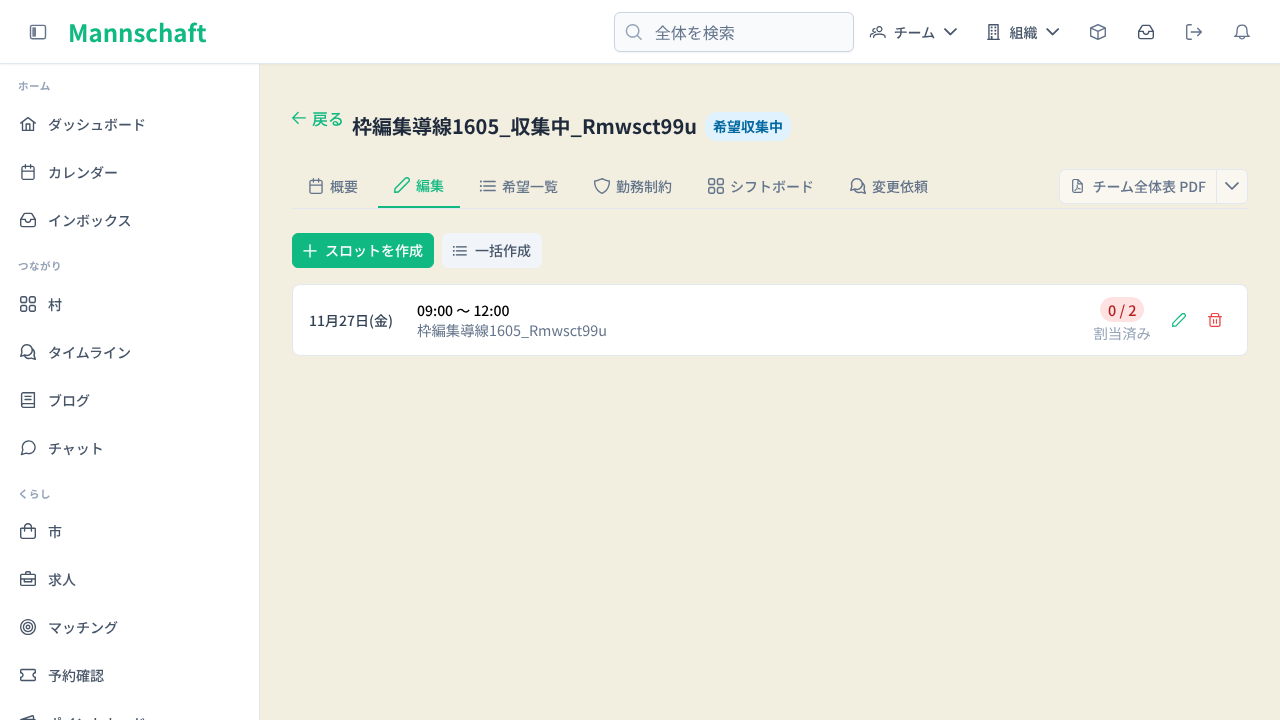 Mannschaft
全体を検索
チーム
組織
ホーム
ダッシュボード
カレンダー
インボックス
つながり
村
タイムライン
ブログ
チャット
くらし
市
求人
マッチング
予約確認
戻る
枠編集導線1605_収集中_Rmwsct99u
希望収集中
概要
編集
希望一覧
勤務制約
シフトボード
変更依頼
チーム全体表 PDF
スロットを作成
一括作成
11月27日(金)
09:00 〜 12:00
枠編集導線1605_Rmwsct99u
0 / 2
割当済み